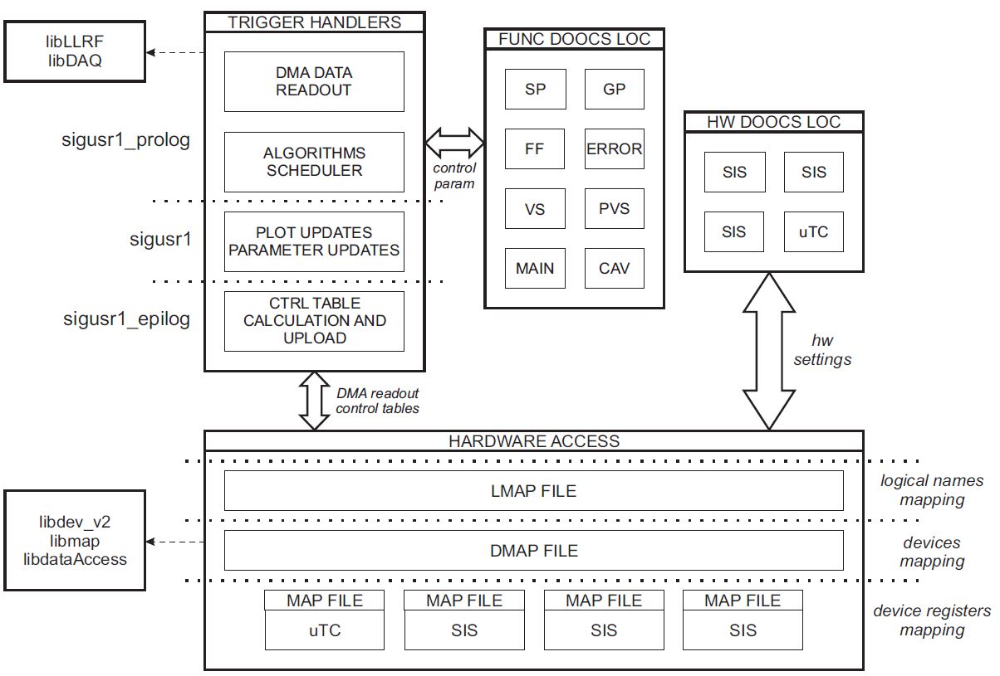 TRIGGER HANDLERS
libLLRF
libDAQ
DMA DATA
READOUT
sigusr1_prolog
ALGORITHMS
SCHEDULER
sigusr1
PLOT UPDATES
PARAMETER UPDATES
sigusr1_epilog
CTRL TABLE
CALCULATION AND
UPLOAD
control
param
FUNC DOOCS LOC
SP
GP
FF
ERROR
VS
PVS
MAIN
CAV
HW DOOCS LOC
SIS
SIS
SIS
uTC
hw
settings
DMA readout
control tables
HARDWARE ACCESS
LMAP FILE
logical names
mapping
libdev_v2
libmap
libdataAccess
DMAP FILE
devices
mapping
MAP FILE
uTC
MAP FILE
SIS
MAP FILE
SIS
MAP FILE
SIS
device registers
mapping